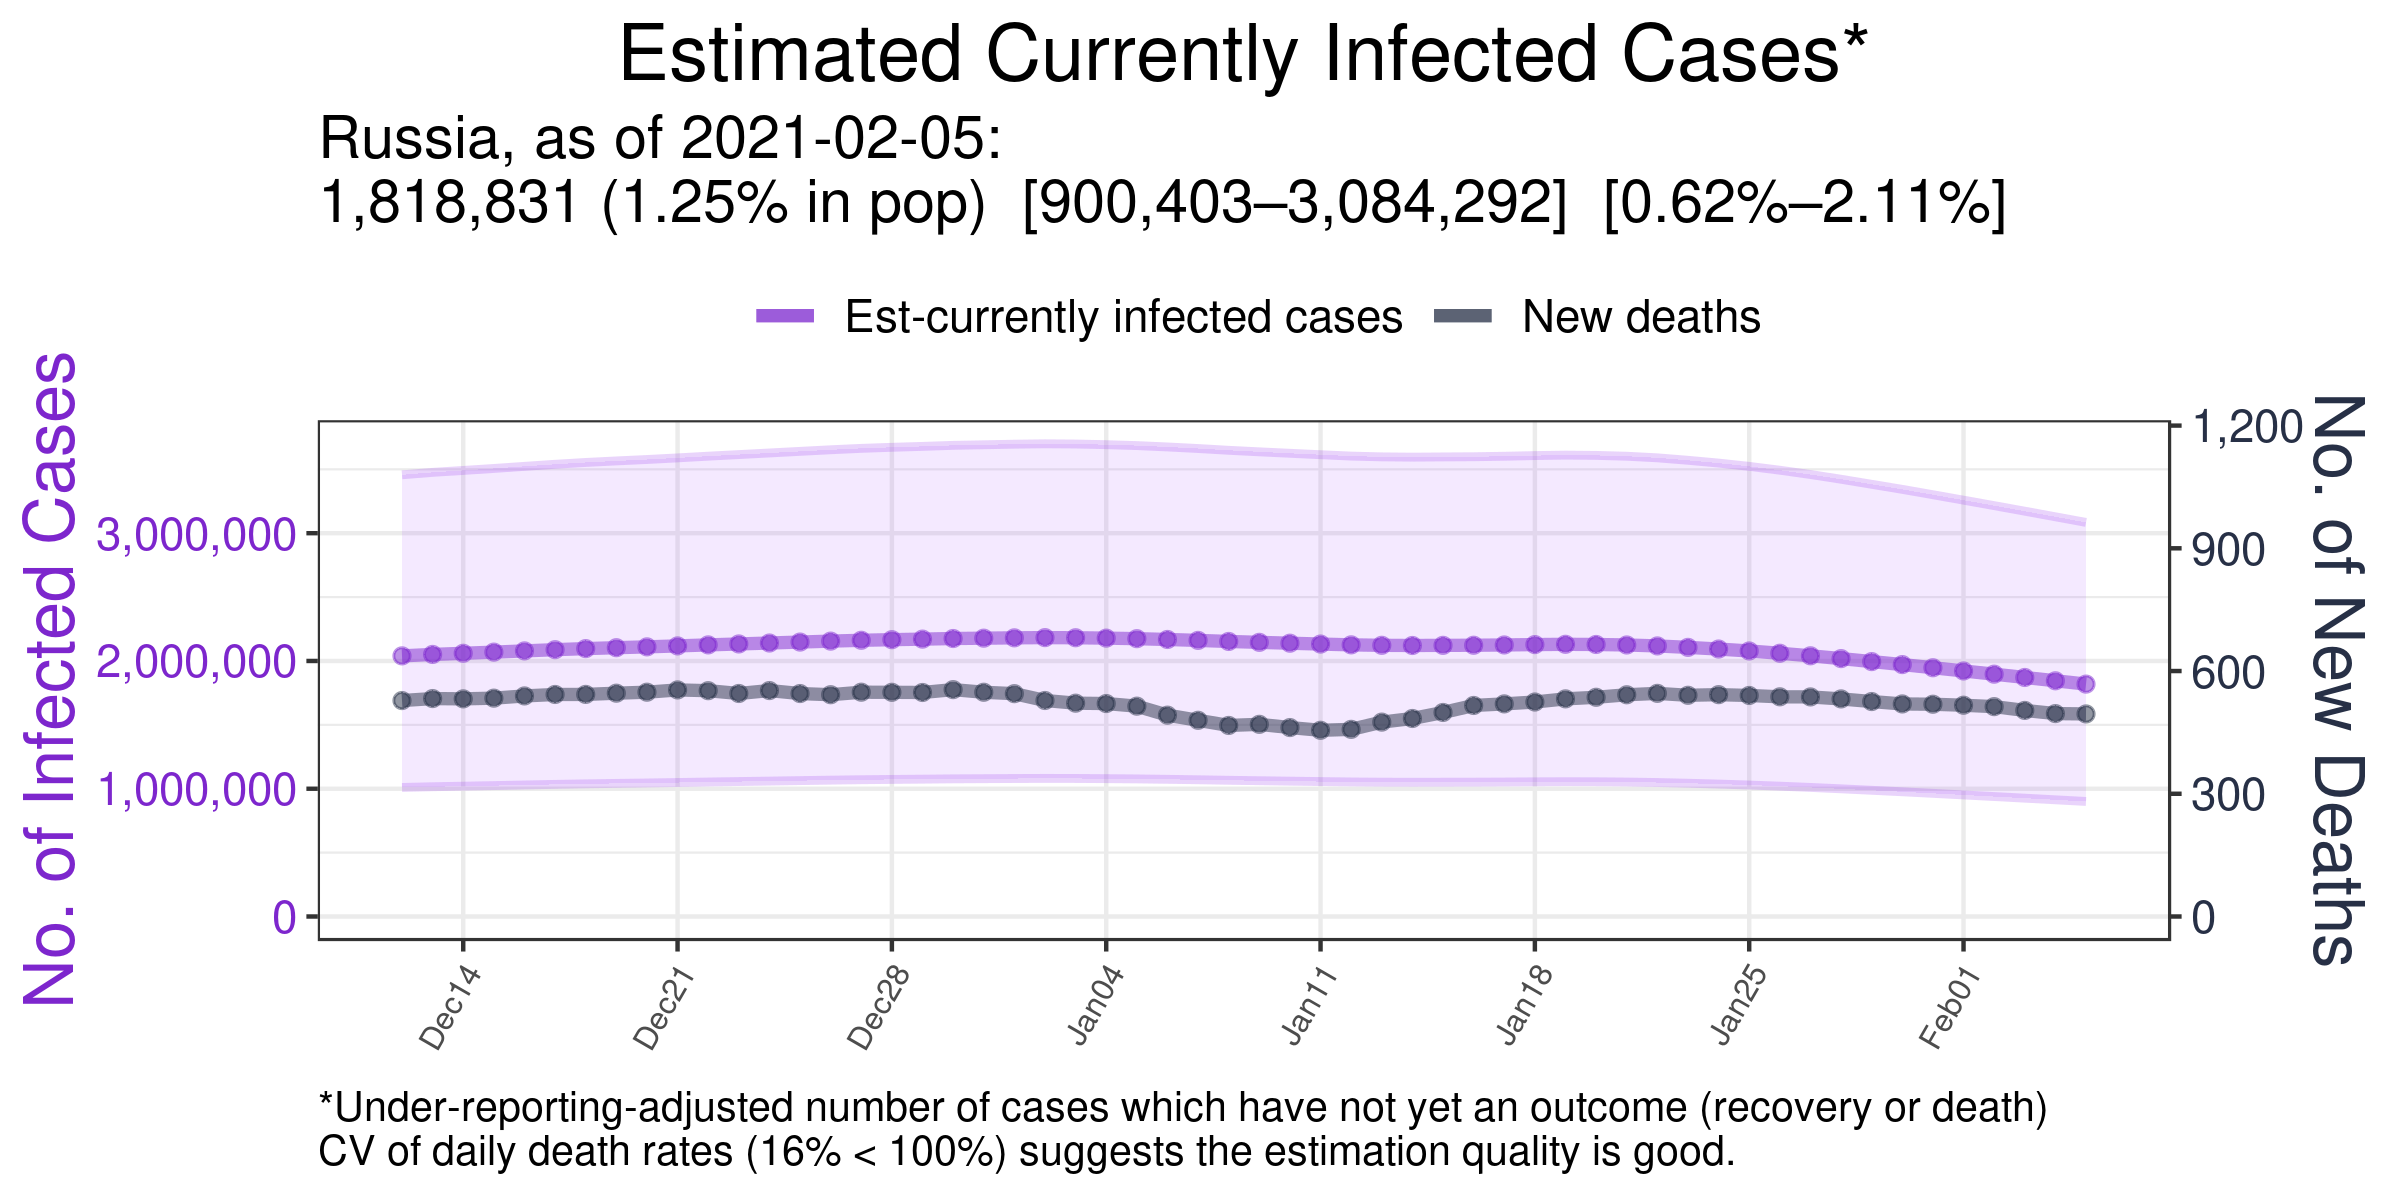 Estimated Currently Infected Cases*
Russia, as of 2021-02-05:
1,818,831 (1.25% in pop)  [900,403–3,084,292]  [0.62%–2.11%]
Est-currently infected cases
New deaths
No. of Infected Cases
3,000,000
2,000,000
1,000,000
0
1,200
900
600
300
0
No. of New Deaths
Dec14
Dec21
Dec28
Jan04
Jan11
Jan18
Jan25
Feb01
*Under-reporting-adjusted number of cases which have not yet an outcome (recovery or death)
CV of daily death rates (16% < 100%) suggests the estimation quality is good.